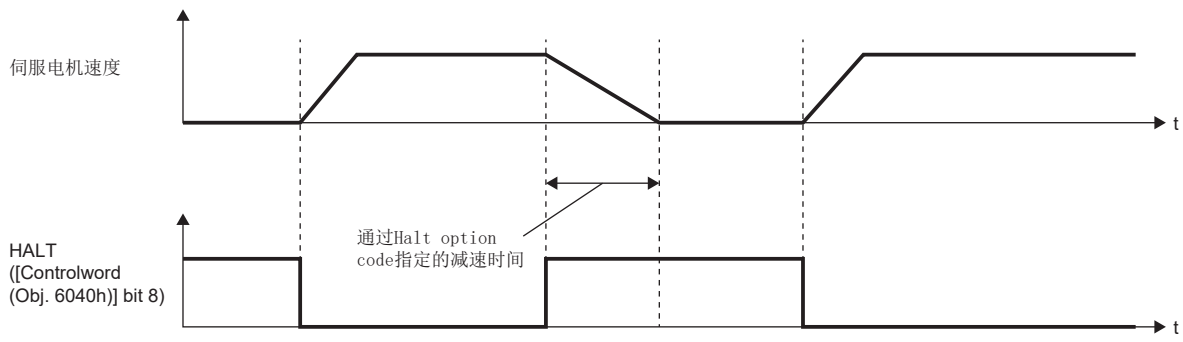 伺服电机速度
t
通过Halt option
code指定的减速时间
HALT
([Controlword
(Obj. 6040h)] bit 8)
t